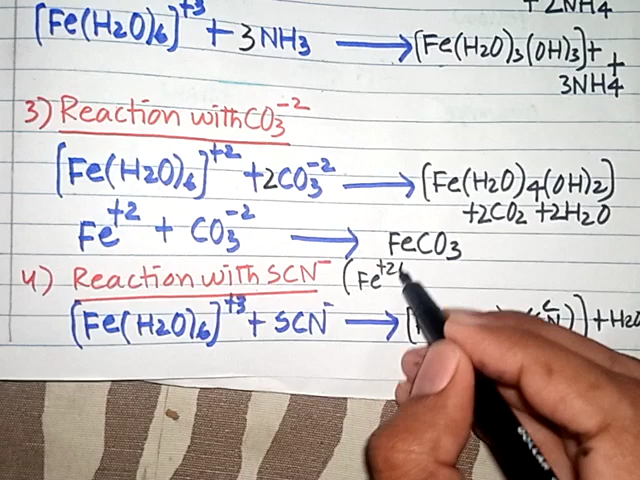 +2NH4
[Fe(H2O)6]+3 + 3NH3 ⟶ [Fe(H2O)3(OH)3] +
3NH4+
3) Reaction with CO3-2
[Fe(H2O)6]+2 + 2CO3-2 ⟶ [Fe(H2O)4(OH)2]
+2CO2 +2H2O
Fe+2 + CO3-2 ⟶ FeCO3
4) Reaction with SCN- (Fe+2
[Fe(H2O)6]+3 + SCN- ⟶ [ )] + H2O